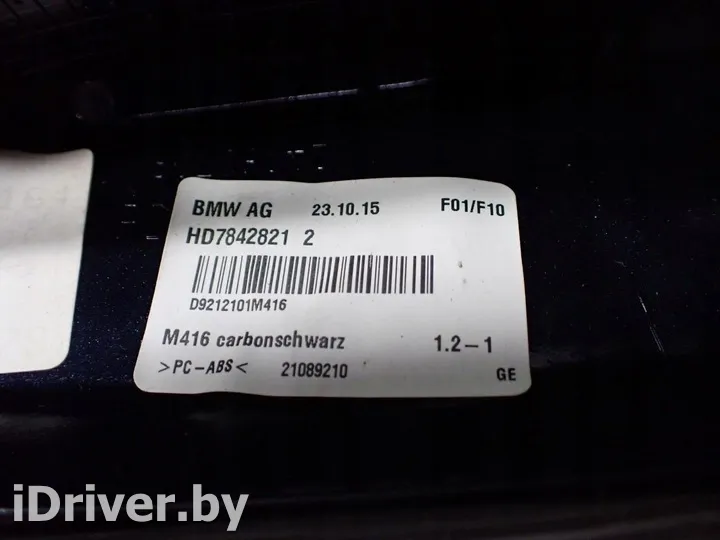 BMW AG 23.10.15 F01/F10
HD7842821 2
D9212101M416
M416 carbonschwarz 1.2-1
>PC-ABS< 21089210 GE
iDriver.by